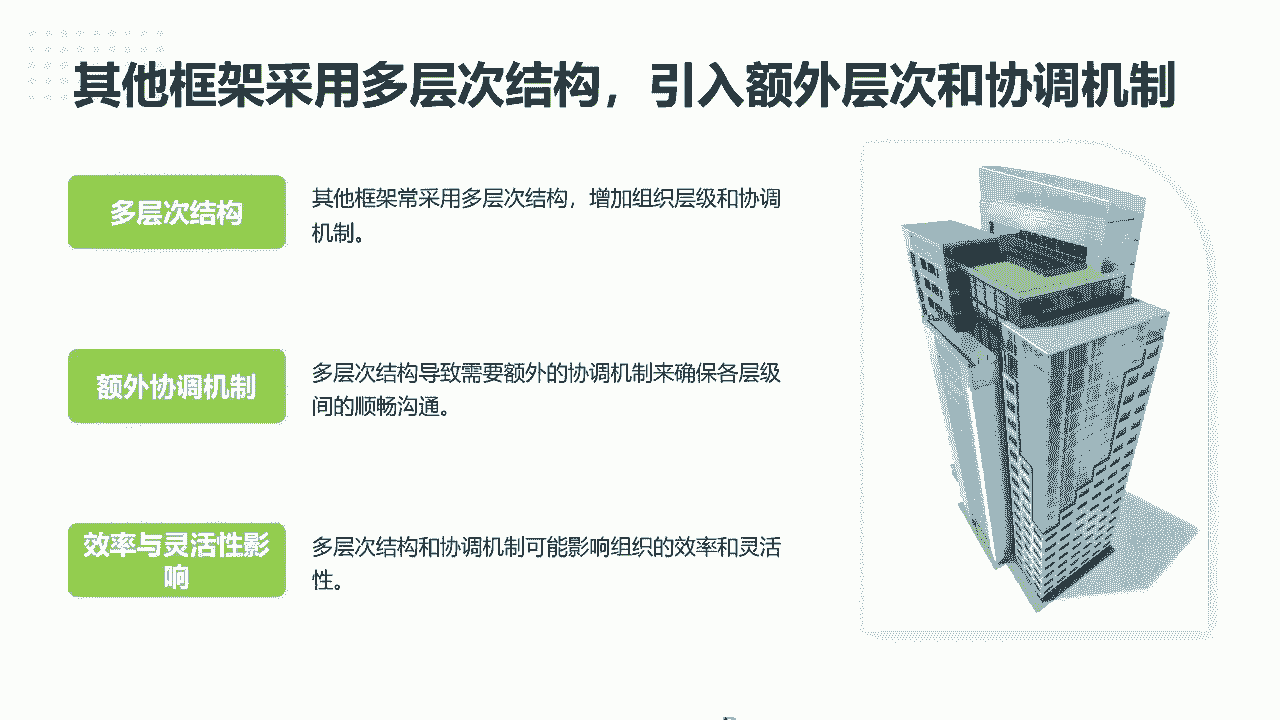 其他框架采用多层次结构，引入额外层次和协调机制
多层次结构
其他框架常采用多层次结构，增加组织层级和协调
机制。
额外协调机制
多层次结构导致需要额外的协调机制来确保各层级
间的顺畅沟通。
效率与灵活性影
响
多层次结构和协调机制可能影响组织的效率和灵活
性。